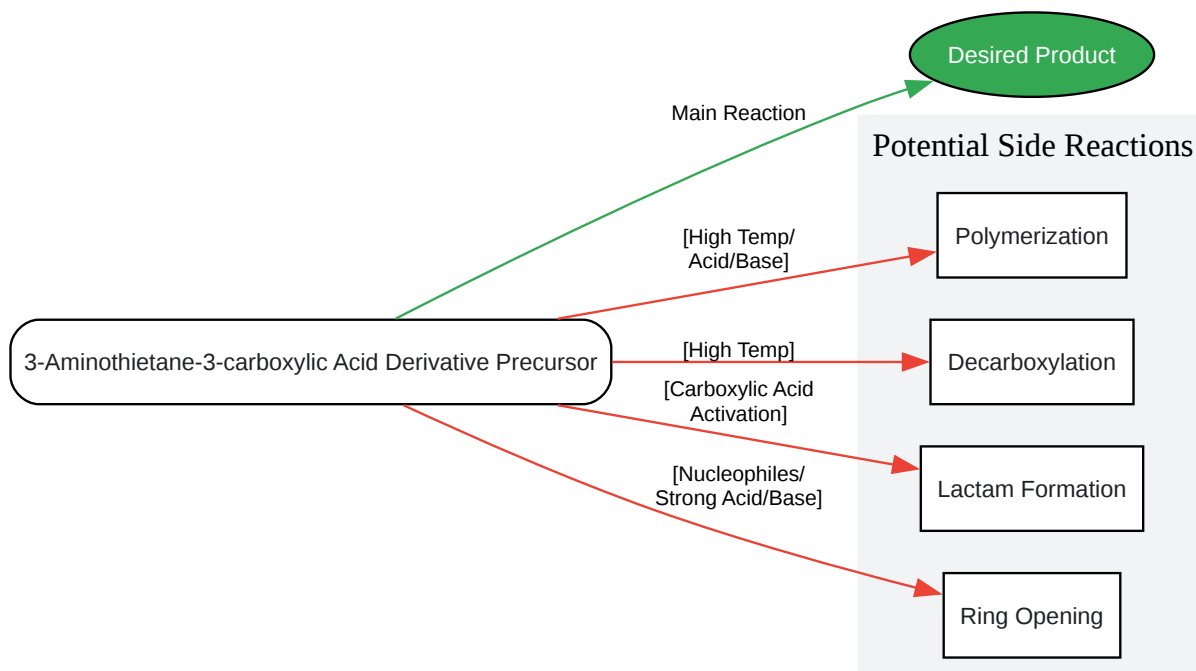 Desired Product
Main Reaction
Potential Side Reactions
[High Temp/
Acid/Base]
Polymerization
3-Aminothietane-3-carboxylic Acid Derivative Precursor
[High Temp]
Decarboxylation
[Carboxylic Acid
Activation]
Lactam Formation
[Nucleophiles/
Strong Acid/Base]
Ring Opening